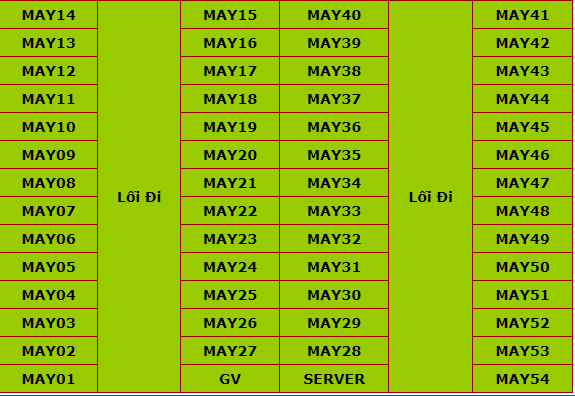 MAY14 MAY15 MAY40 MAY41
MAY13 MAY16 MAY39 MAY42
MAY12 MAY17 MAY38 MAY43
MAY11 MAY18 MAY37 MAY44
MAY10 MAY19 MAY36 MAY45
MAY09 MAY20 MAY35 MAY46
MAY08 MAY21 MAY34 MAY47
Lối Đi Lối Đi
MAY07 MAY22 MAY33 MAY48
MAY06 MAY23 MAY32 MAY49
MAY05 MAY24 MAY31 MAY50
MAY04 MAY25 MAY30 MAY51
MAY03 MAY26 MAY29 MAY52
MAY02 MAY27 MAY28 MAY53
MAY01 GV SERVER MAY54